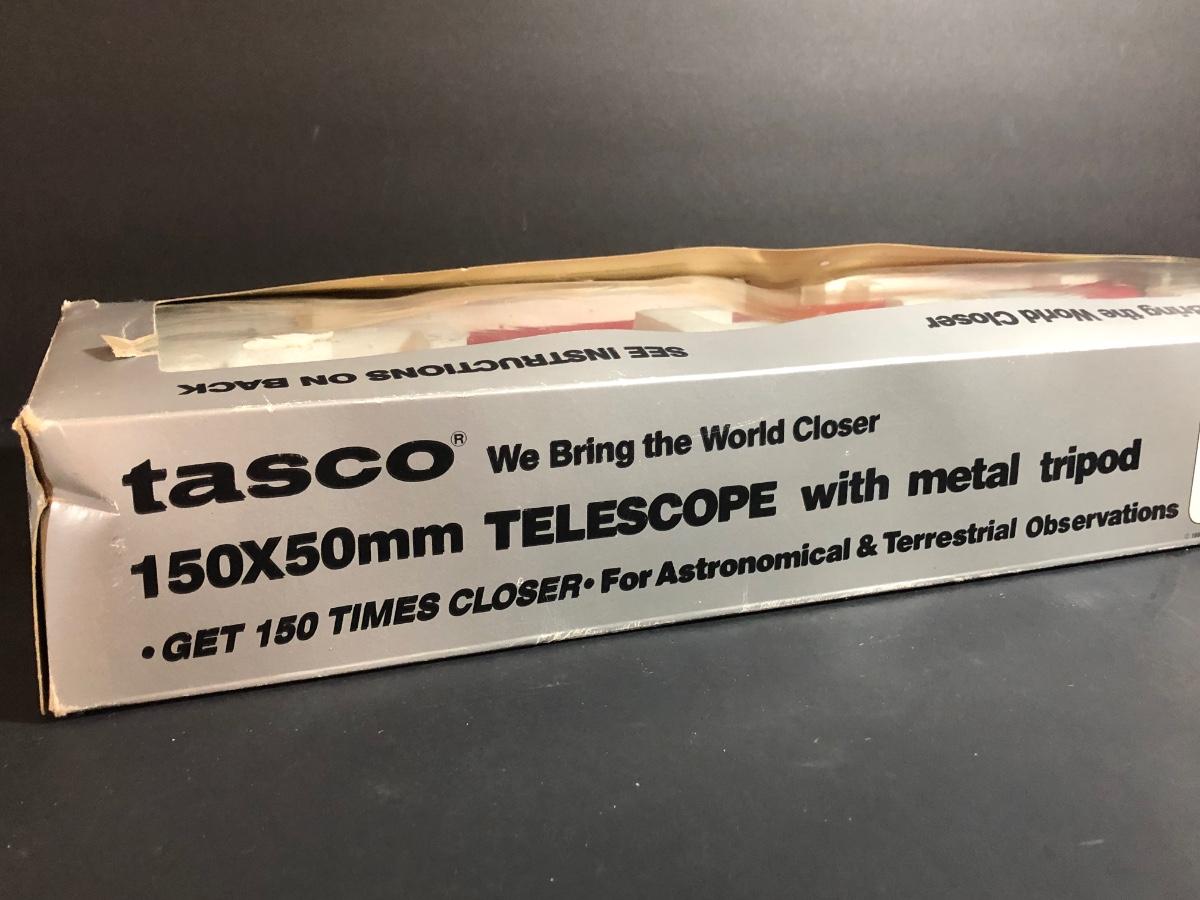 SEE INSTRUCTIONS ON BACK
Bring the World Closer
tasco® We Bring the World Closer
150X50mm TELESCOPE with metal tripod
• GET 150 TIMES CLOSER • For Astronomical & Terrestrial Observations